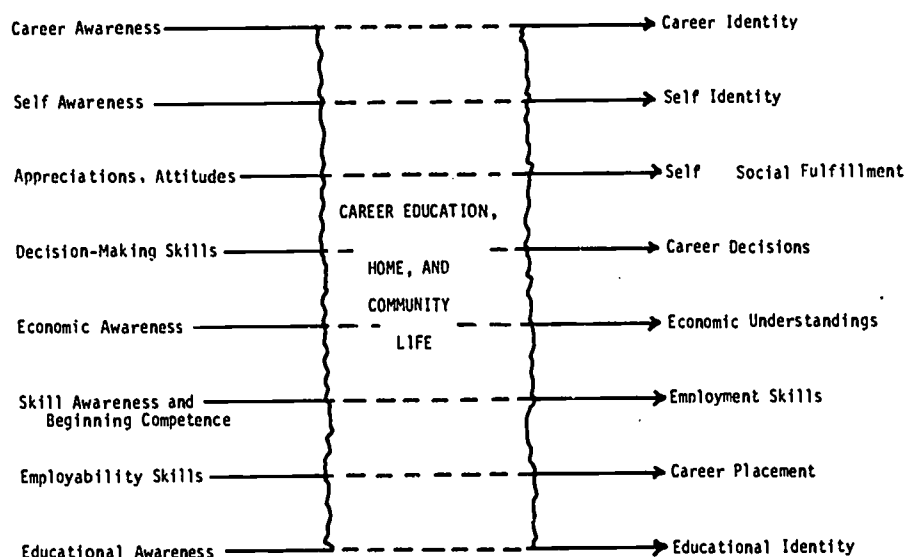 Career Awareness
Career Identity
Self Awareness
Self Identity
Appreciations, Attitudes
Self Social Fulfillment
CAREER EDUCATION,
Decision-Making Skills
Career Decisions
HOME, AND
COMMUNITY
Economic Awareness
Economic Understandings
LIFE
Skill Awareness and
Beginning Competence
Employment Skills
Employability Skills
Career Placement
Educational Awareness
Educational Identity